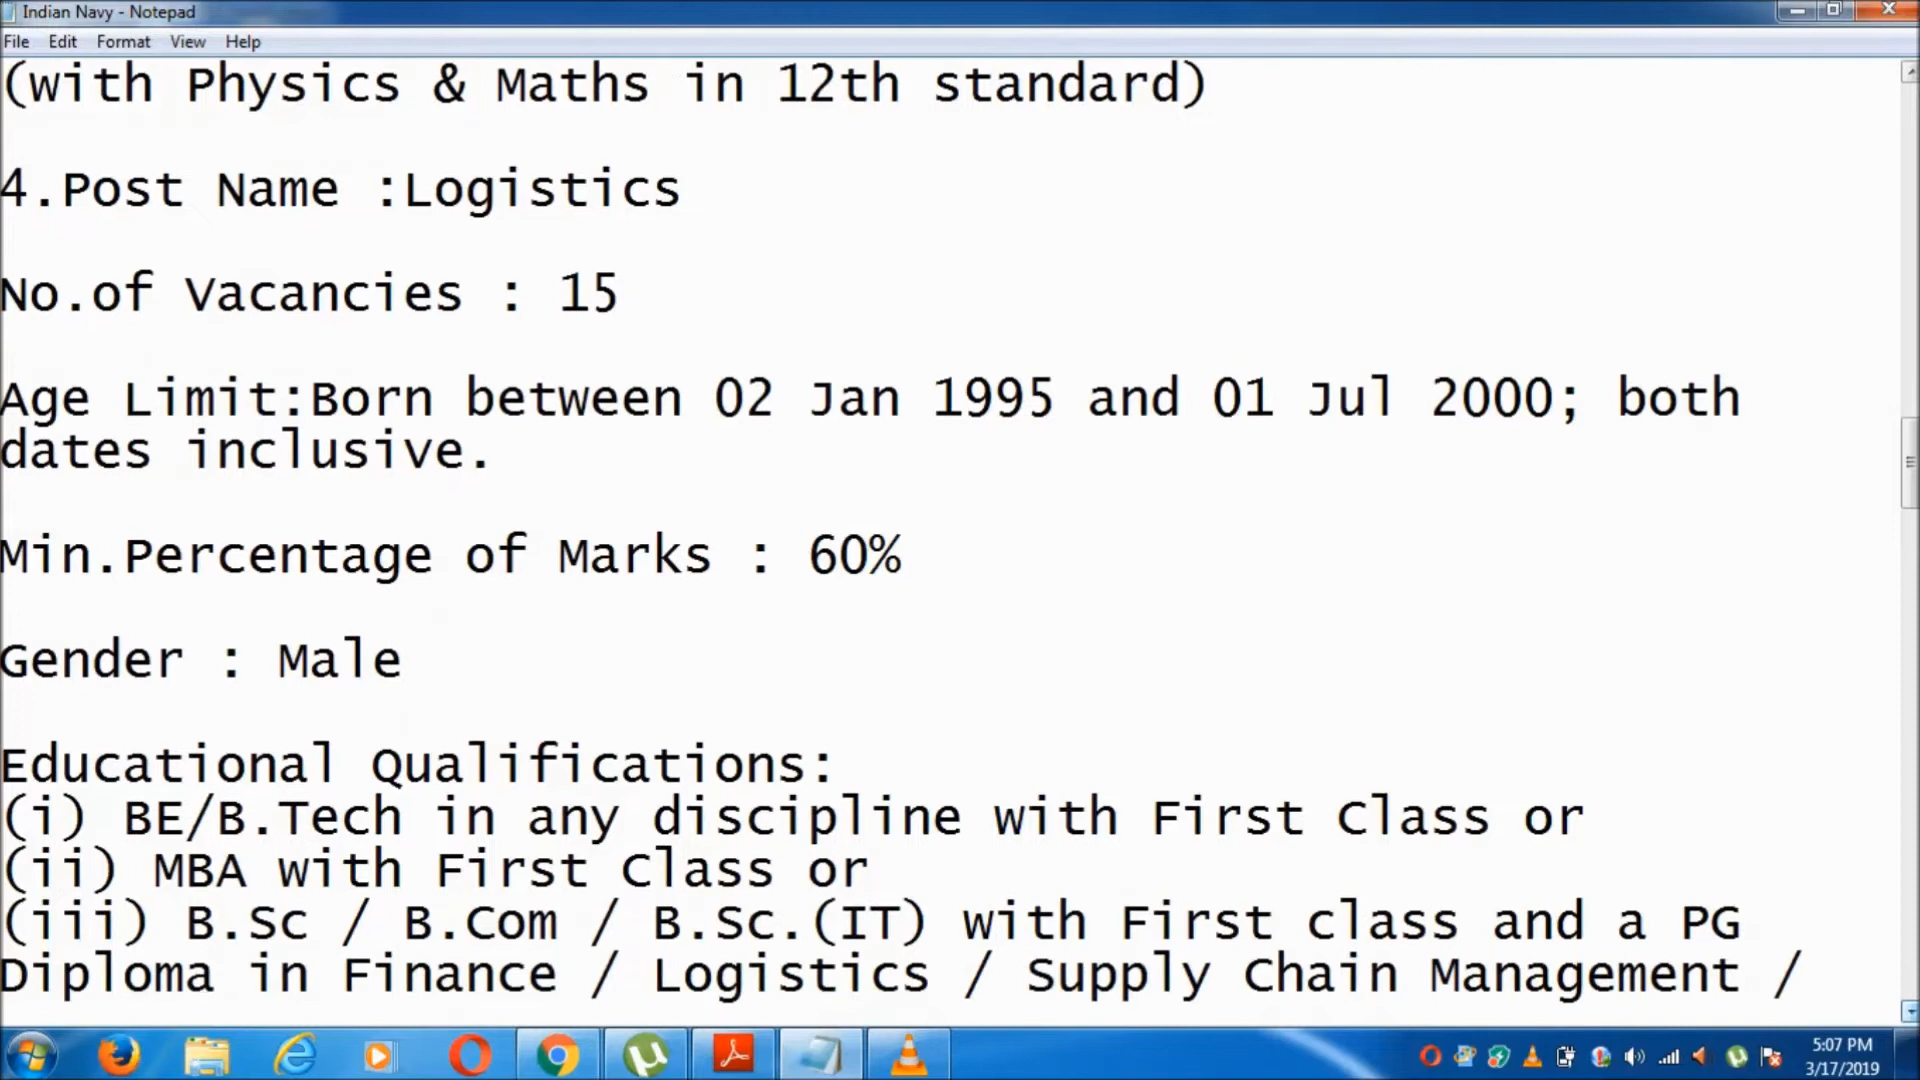 Indian Navy - Notepad
File Edit Format View Help
(with Physics & Maths in 12th standard)
4.Post Name :Logistics
No.of Vacancies : 15
Age Limit:Born between 02 Jan 1995 and 01 Jul 2000; both
dates inclusive.
Min.Percentage of Marks : 60%
Gender : Male
Educational Qualifications:
(i) BE/B.Tech in any discipline with First Class or
(ii) MBA with First Class or
(iii) B.Sc / B.Com / B.Sc.(IT) with First class and a PG
Diploma in Finance / Logistics / Supply Chain Management /
5:07 PM
3/17/2019